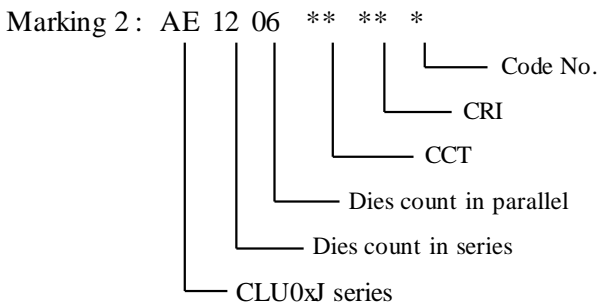 Marking 2 : AE 12 06 ** ** *
Code No.
CRI
CCT
Dies count in parallel
Dies count in series
CLU0xJ series